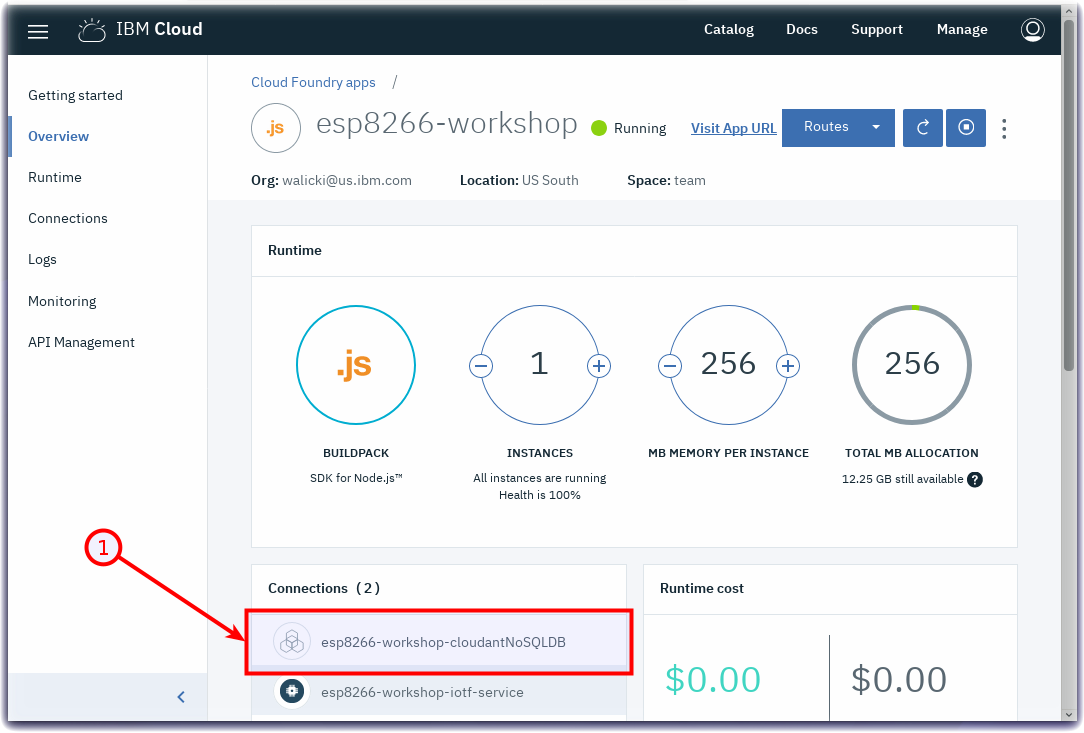 IBM Cloud
Catalog Docs Support Manage
Getting started
Overview
Runtime
Connections
Logs
Monitoring
API Management
Cloud Foundry apps /
.js
esp8266-workshop
Running
Visit App URL
Routes
Org: walicki@us.ibm.com Location: US South Space: team
Runtime
.js
1
256
256
BUILDPACK
SDK for Node.js™
INSTANCES
All instances are running
Health is 100%
MB MEMORY PER INSTANCE
TOTAL MB ALLOCATION
12.25 GB still available ?
1
Connections (2)
esp8266-workshop-cloudantNoSQLDB
esp8266-workshop-iotf-service
Runtime cost
$0.00
$0.00